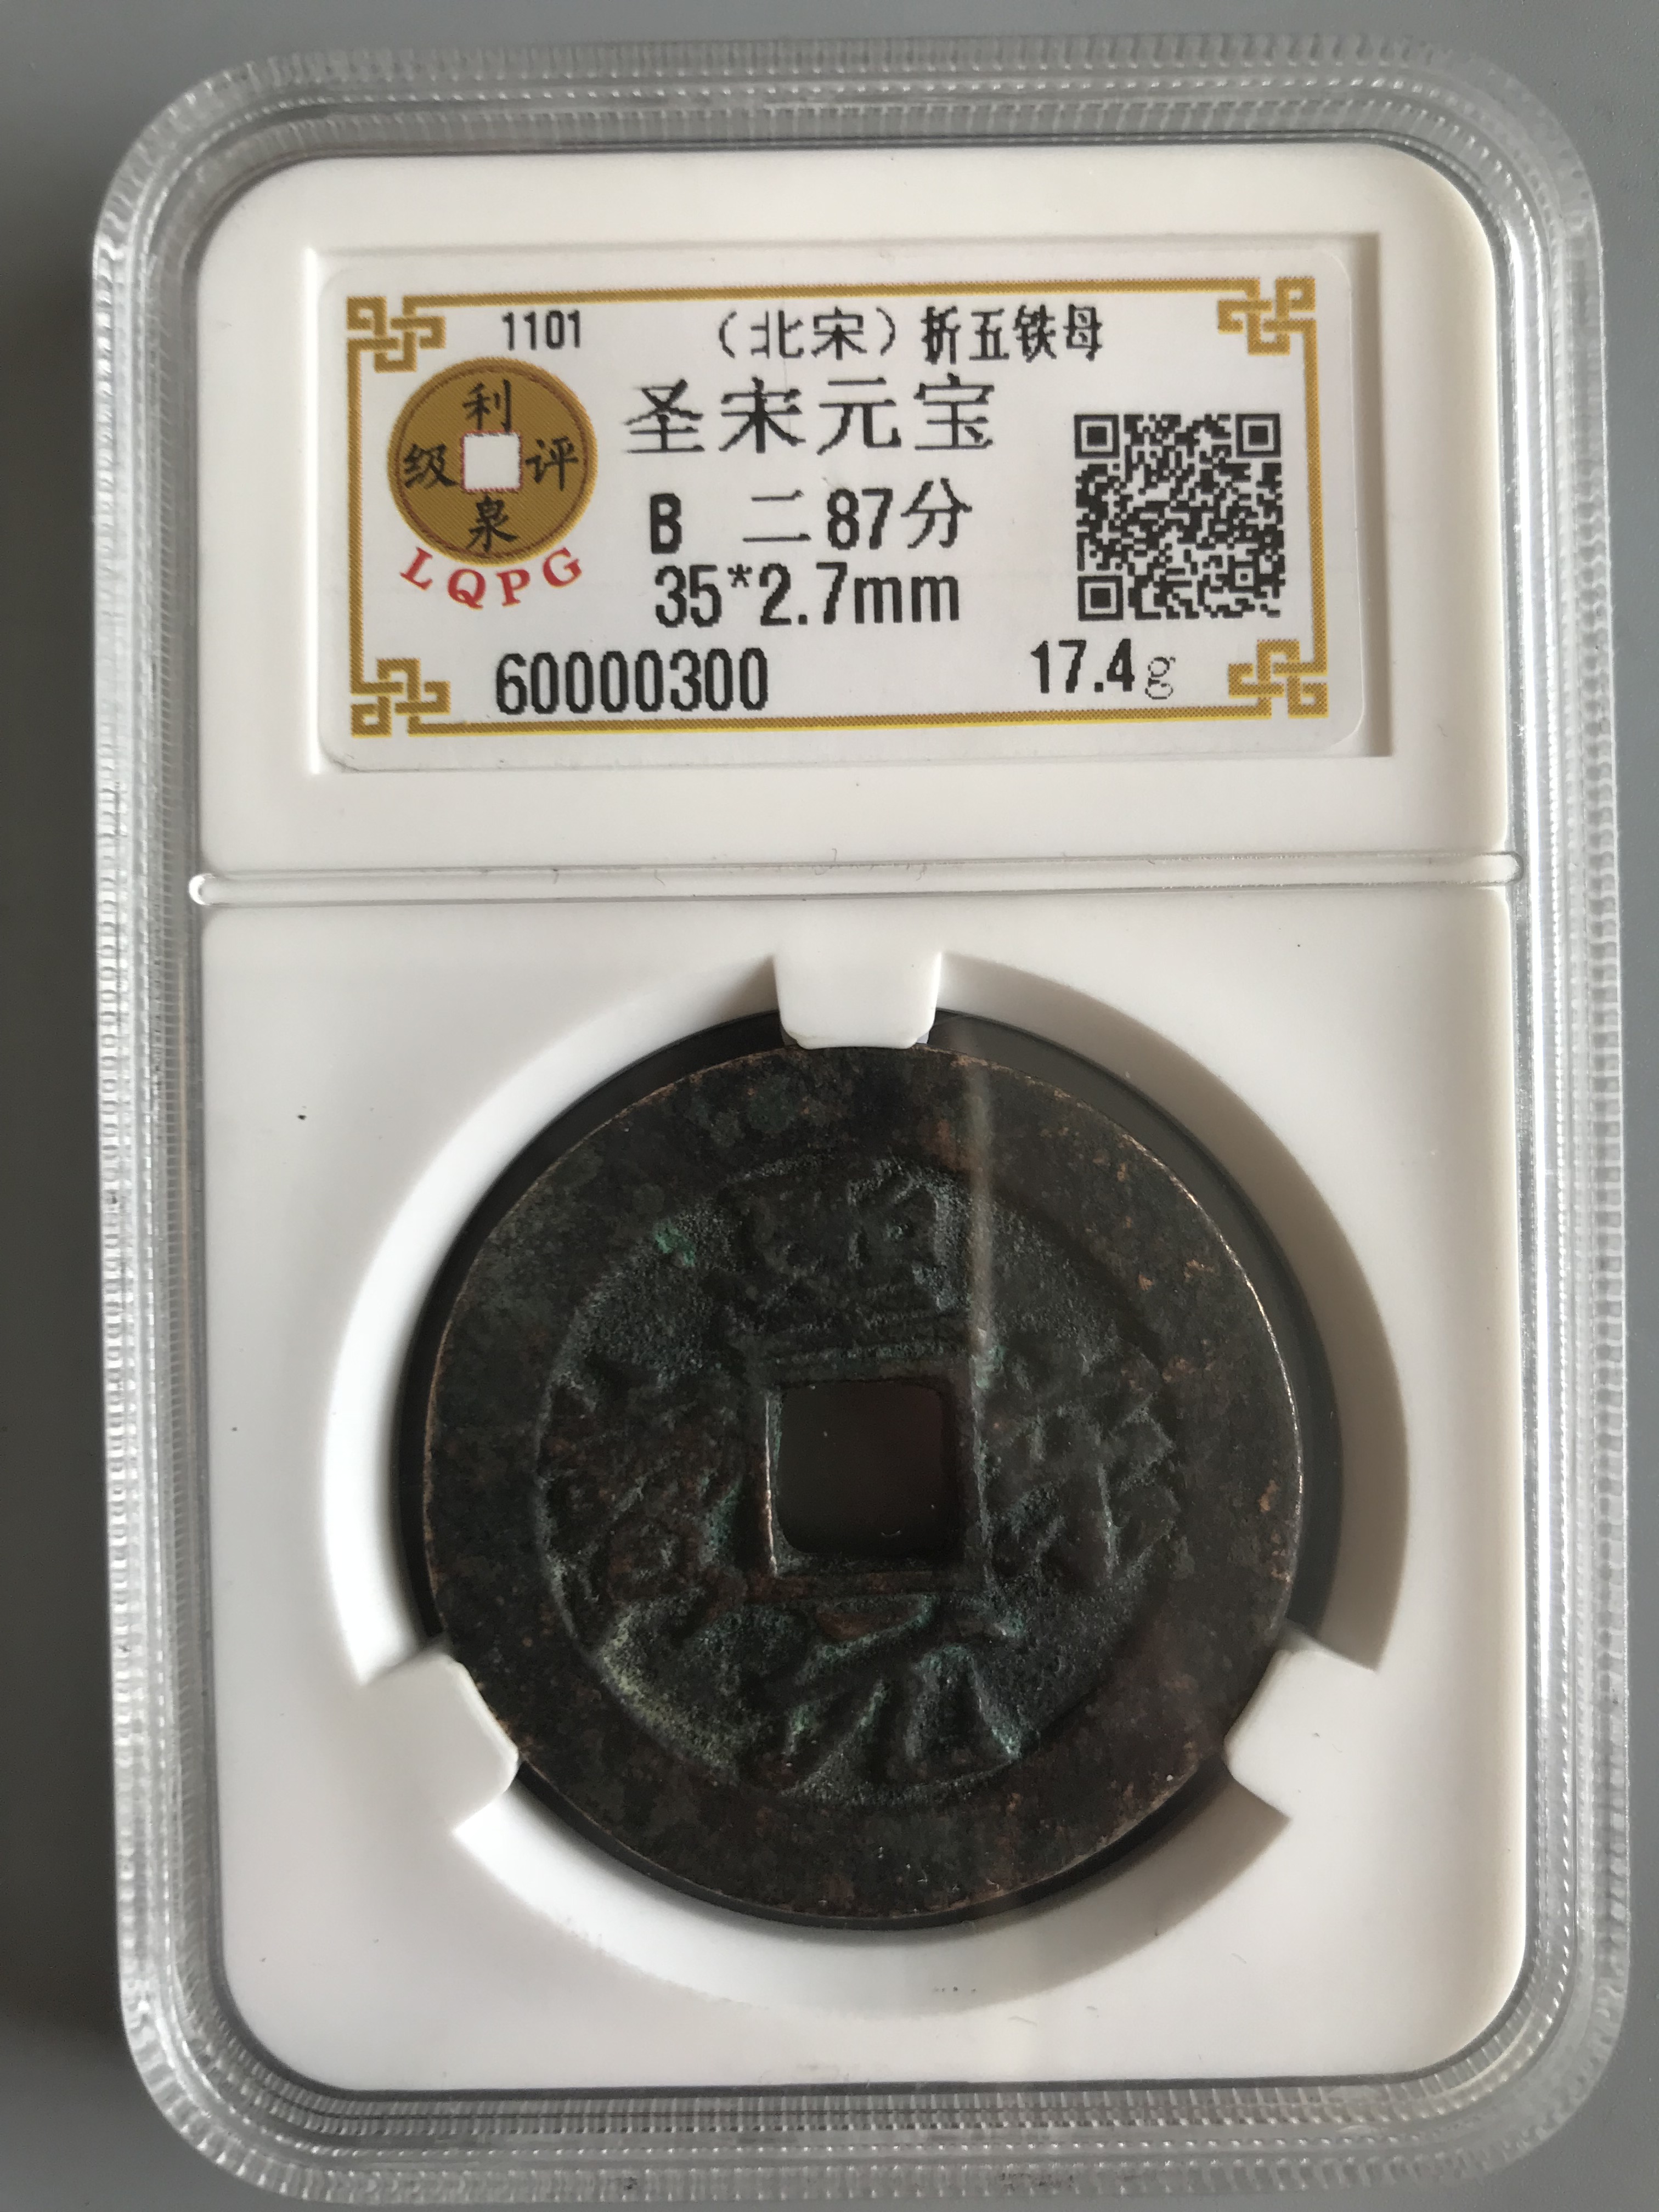 1101 （北宋）折五铁母
利泉评级
LQPG
圣宋元宝
B 二87分
35*2.7mm
60000300 17.4g